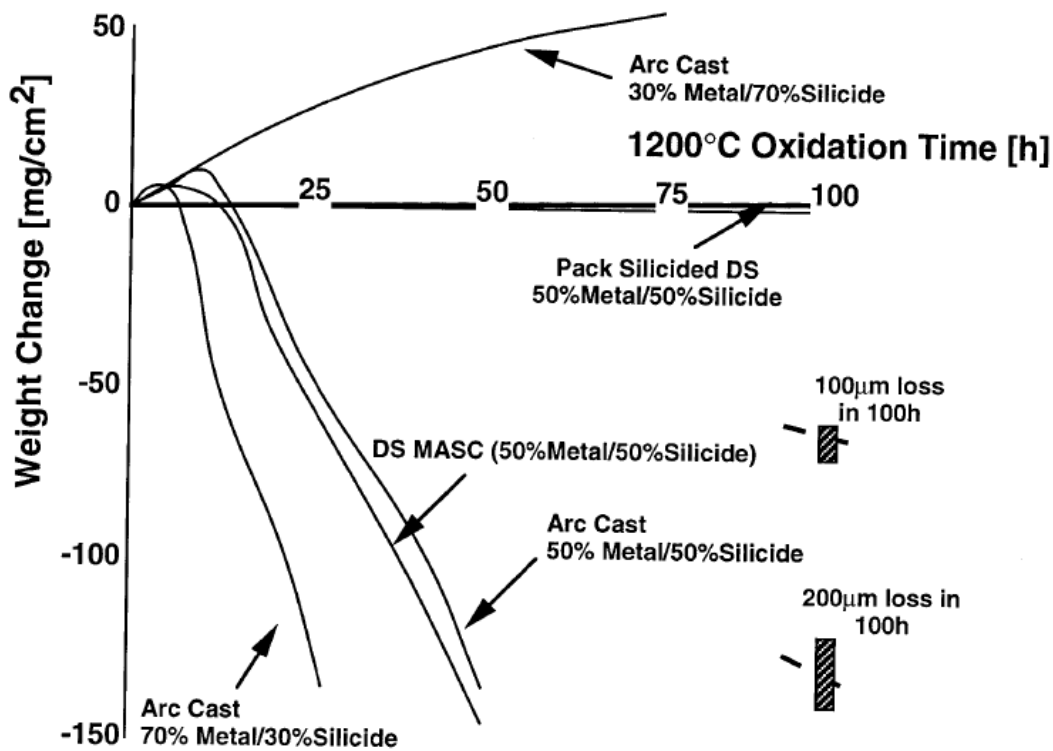 50
Arc Cast
30% Metal/70%Silicide
1200°C Oxidation Time [h]
Weight Change [mg/cm2]
0
25
50
75
100
Pack Silicided DS
50%Metal/50%Silicide
-50
100μm loss
in 100h
DS MASC (50%Metal/50%Silicide)
Arc Cast
50% Metal/50%Silicide
-100
200μm loss in
100h
Arc Cast
70% Metal/30%Silicide
-150